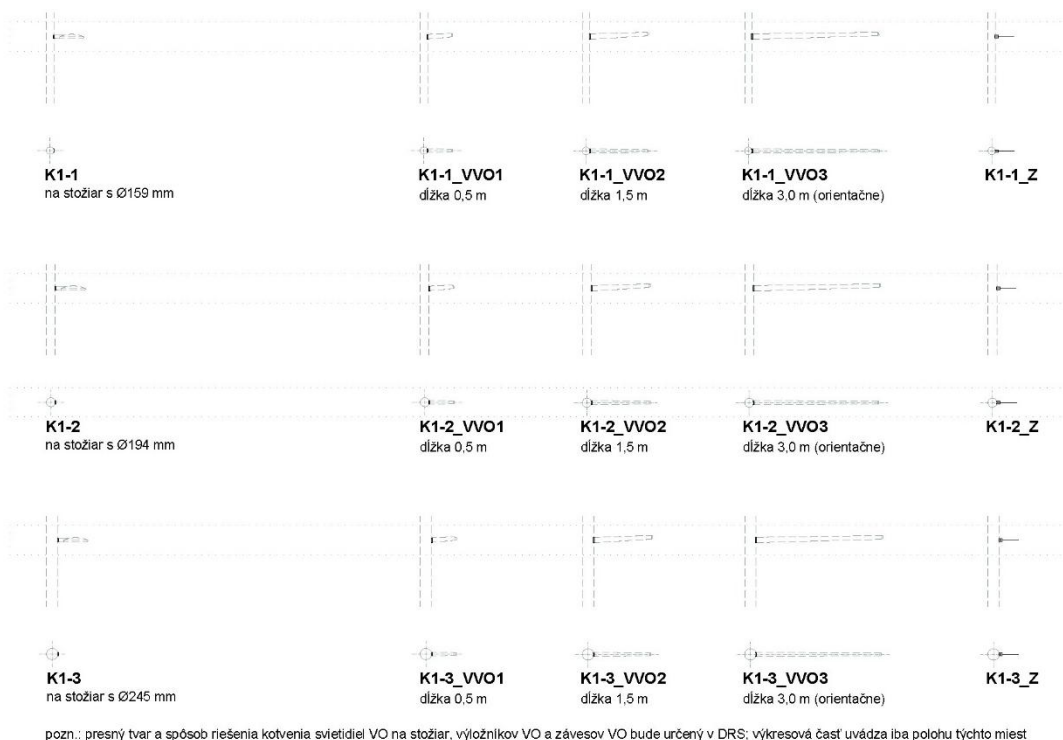 K1-1
na stožiar s Ø159 mm
K1-1_VVO1
dĺžka 0,5 m
K1-1_VVO2
dĺžka 1,5 m
K1-1_VVO3
dĺžka 3,0 m (orientačne)
K1-1_Z
K1-2
na stožiar s Ø194 mm
K1-2_VVO1
dĺžka 0,5 m
K1-2_VVO2
dĺžka 1,5 m
K1-2_VVO3
dĺžka 3,0 m (orientačne)
K1-2_Z
K1-3
na stožiar s Ø245 mm
K1-3_VVO1
dĺžka 0,5 m
K1-3_VVO2
dĺžka 1,5 m
K1-3_VVO3
dĺžka 3,0 m (orientačne)
K1-3_Z
pozn.: presný tvar a spôsob riešenia kotvenia svietidiel VO na stožiar, výložníkov VO a závesov VO bude určený v DRS; výkresová časť uvádza iba polohu týchto miest